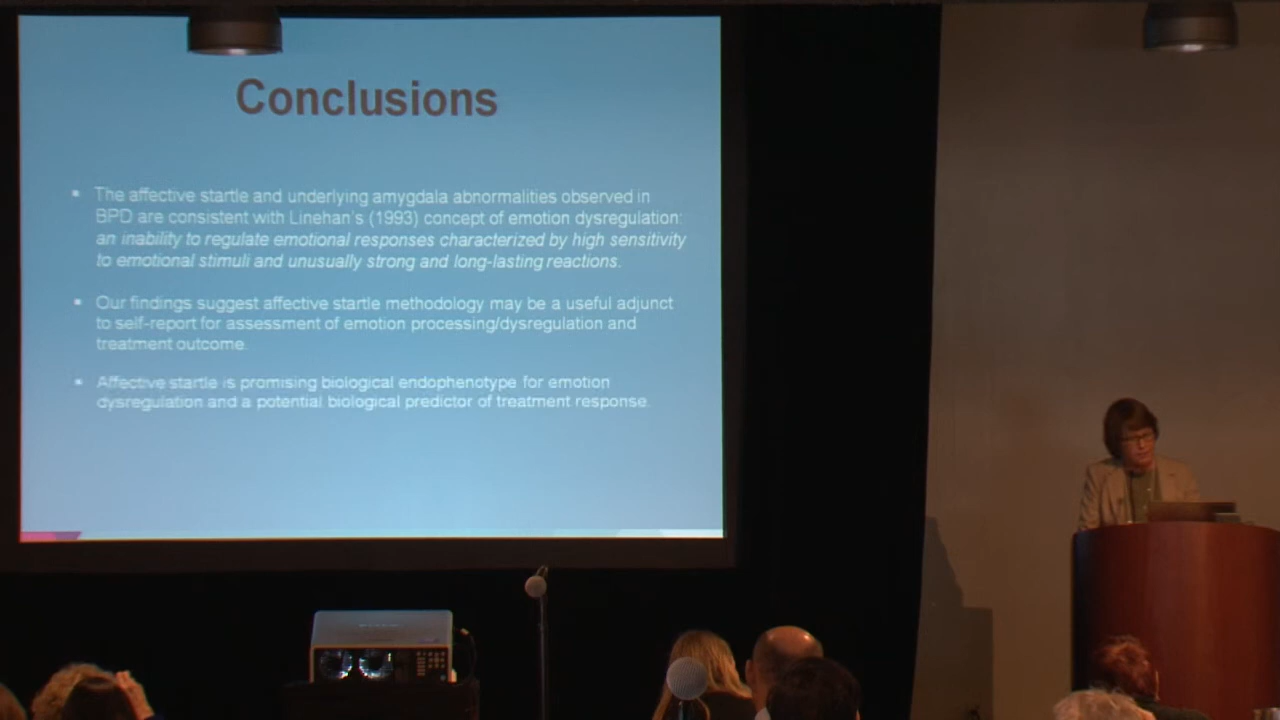 Conclusions
▪ The affective startle and underlying amygdala abnormalities observed in
BPD are consistent with Linehan's (1993) concept of emotion dysregulation:
an inability to regulate emotional responses characterized by high sensitivity
to emotional stimuli and unusually strong and long-lasting reactions.
▪ Our findings suggest affective startle methodology may be a useful adjunct
to self-report for assessment of emotion processing/dysregulation and
treatment outcome.
▪ Affective startle is promising biological endophenotype for emotion
dysregulation and a potential biological predictor of treatment response.